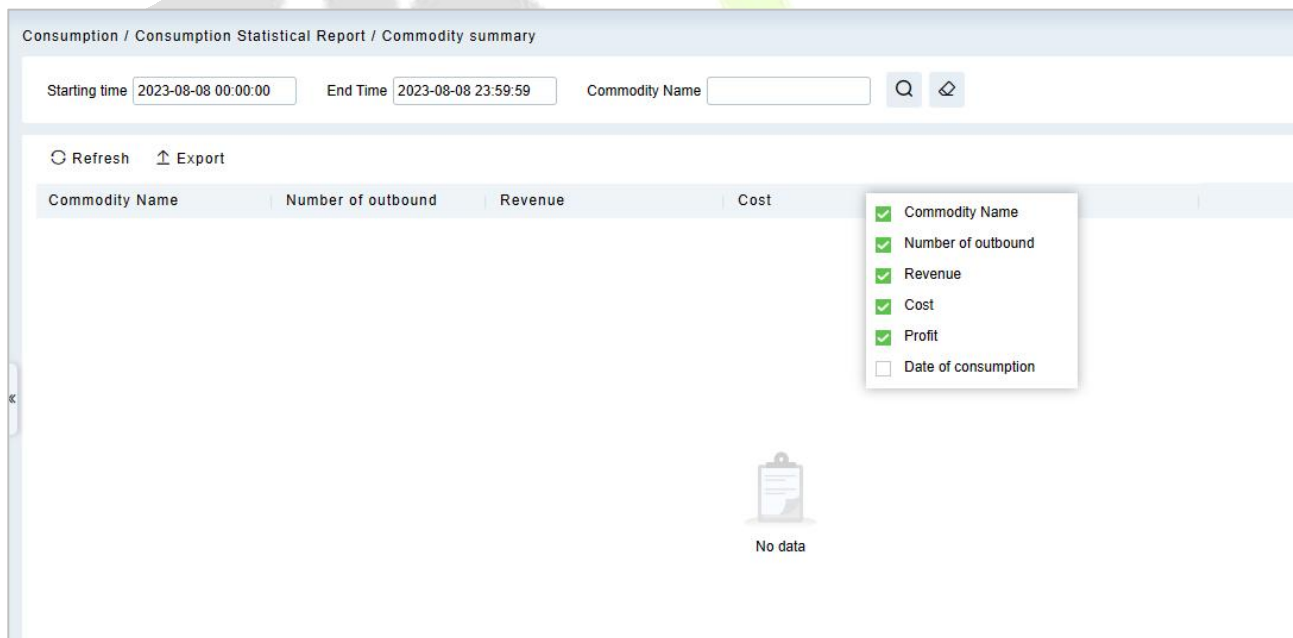 Consumption / Consumption Statistical Report / Commodity summary
Starting time 2023-08-08 00:00:00 End Time 2023-08-08 23:59:59 Commodity Name
Refresh Export
Commodity Name Number of outbound Revenue Cost
Commodity Name
Number of outbound
Revenue
Cost
Profit
Date of consumption
No data